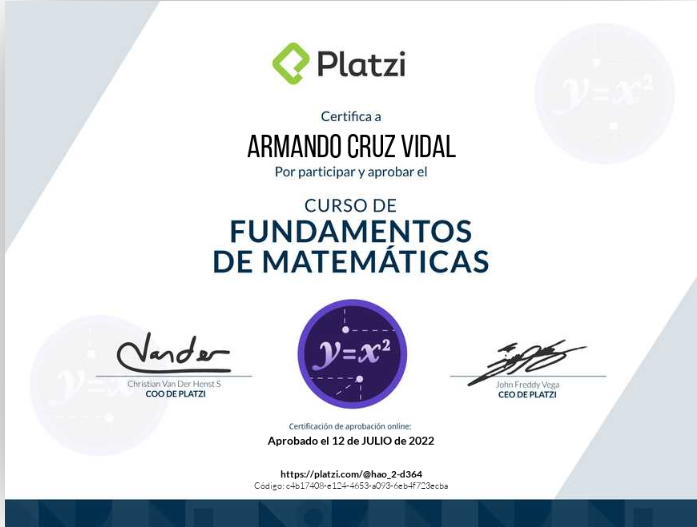 Platzi
y=x²
Certifica a
ARMANDO CRUZ VIDAL
Por participar y aprobar el
CURSO DE
FUNDAMENTOS
DE MATEMÁTICAS
y=x²
Vander
Christian Van Der Henst S
COO DE PLATZI
y=x²
John Freddy Vega
CEO DE PLATZI
Certificación de aprobación online:
Aprobado el 12 de JULIO de 2022
https://platzi.com/@hao_2-d364
Código: c4b17408-e124-4653-a093-6eb4f723ecba